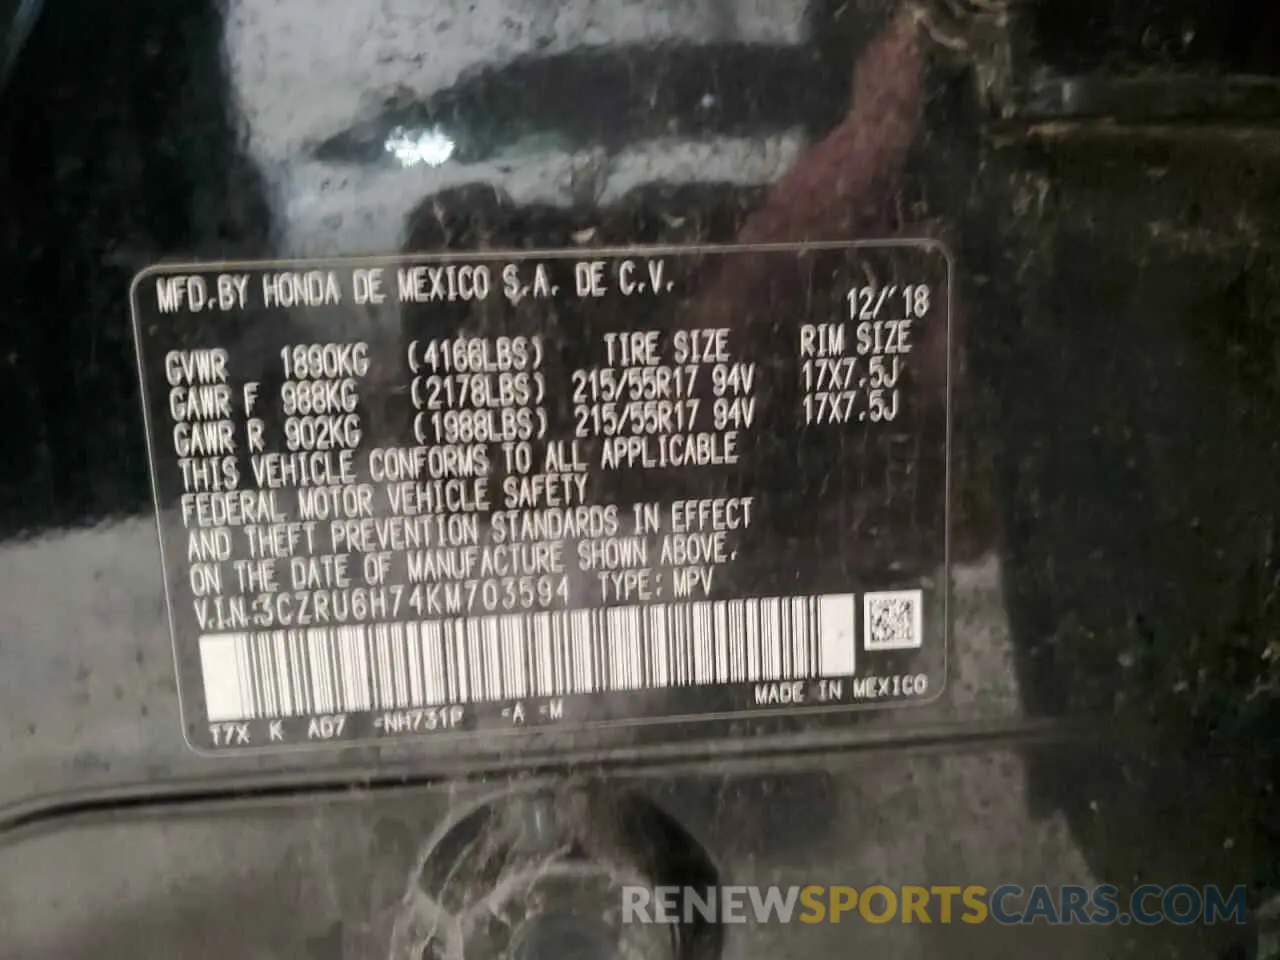 MFD.BY HONDA DE MEXICO S.A. DE C.V.
12/'18
GVWR 1890KG (4166LBS) TIRE SIZE RIM SIZE
GAWR F 988KG (2178LBS) 215/55R17 94V 17X7.5J
GAWR R 902KG (1988LBS) 215/55R17 94V 17X7.5J
THIS VEHICLE CONFORMS TO ALL APPLICABLE
FEDERAL MOTOR VEHICLE SAFETY
AND THEFT PREVENTION STANDARDS IN EFFECT
ON THE DATE OF MANUFACTURE SHOWN ABOVE.
V.I.N:3CZRU6H74KM703594 TYPE: MPV
MADE IN MEXICO
T7X K A07 *NH731P *A *M
RENEWSPORTSCARS.COM